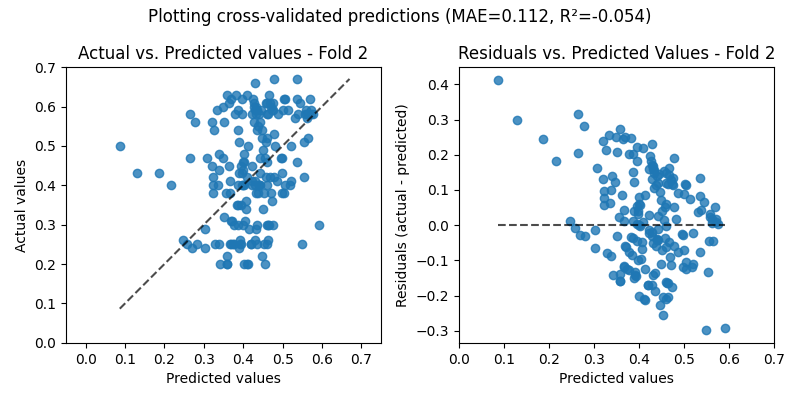 Plotting cross-validated predictions (MAE=0.112, R²=-0.054)
Actual vs. Predicted values - Fold 2
Actual values
0.7
0.6
0.5
0.4
0.3
0.2
0.1
0.0
0.0 0.1 0.2 0.3 0.4 0.5 0.6 0.7
Predicted values
Residuals vs. Predicted Values - Fold 2
Residuals (actual - predicted)
0.4
0.3
0.2
0.1
0.0
−0.1
−0.2
−0.3
0.0 0.1 0.2 0.3 0.4 0.5 0.6 0.7
Predicted values